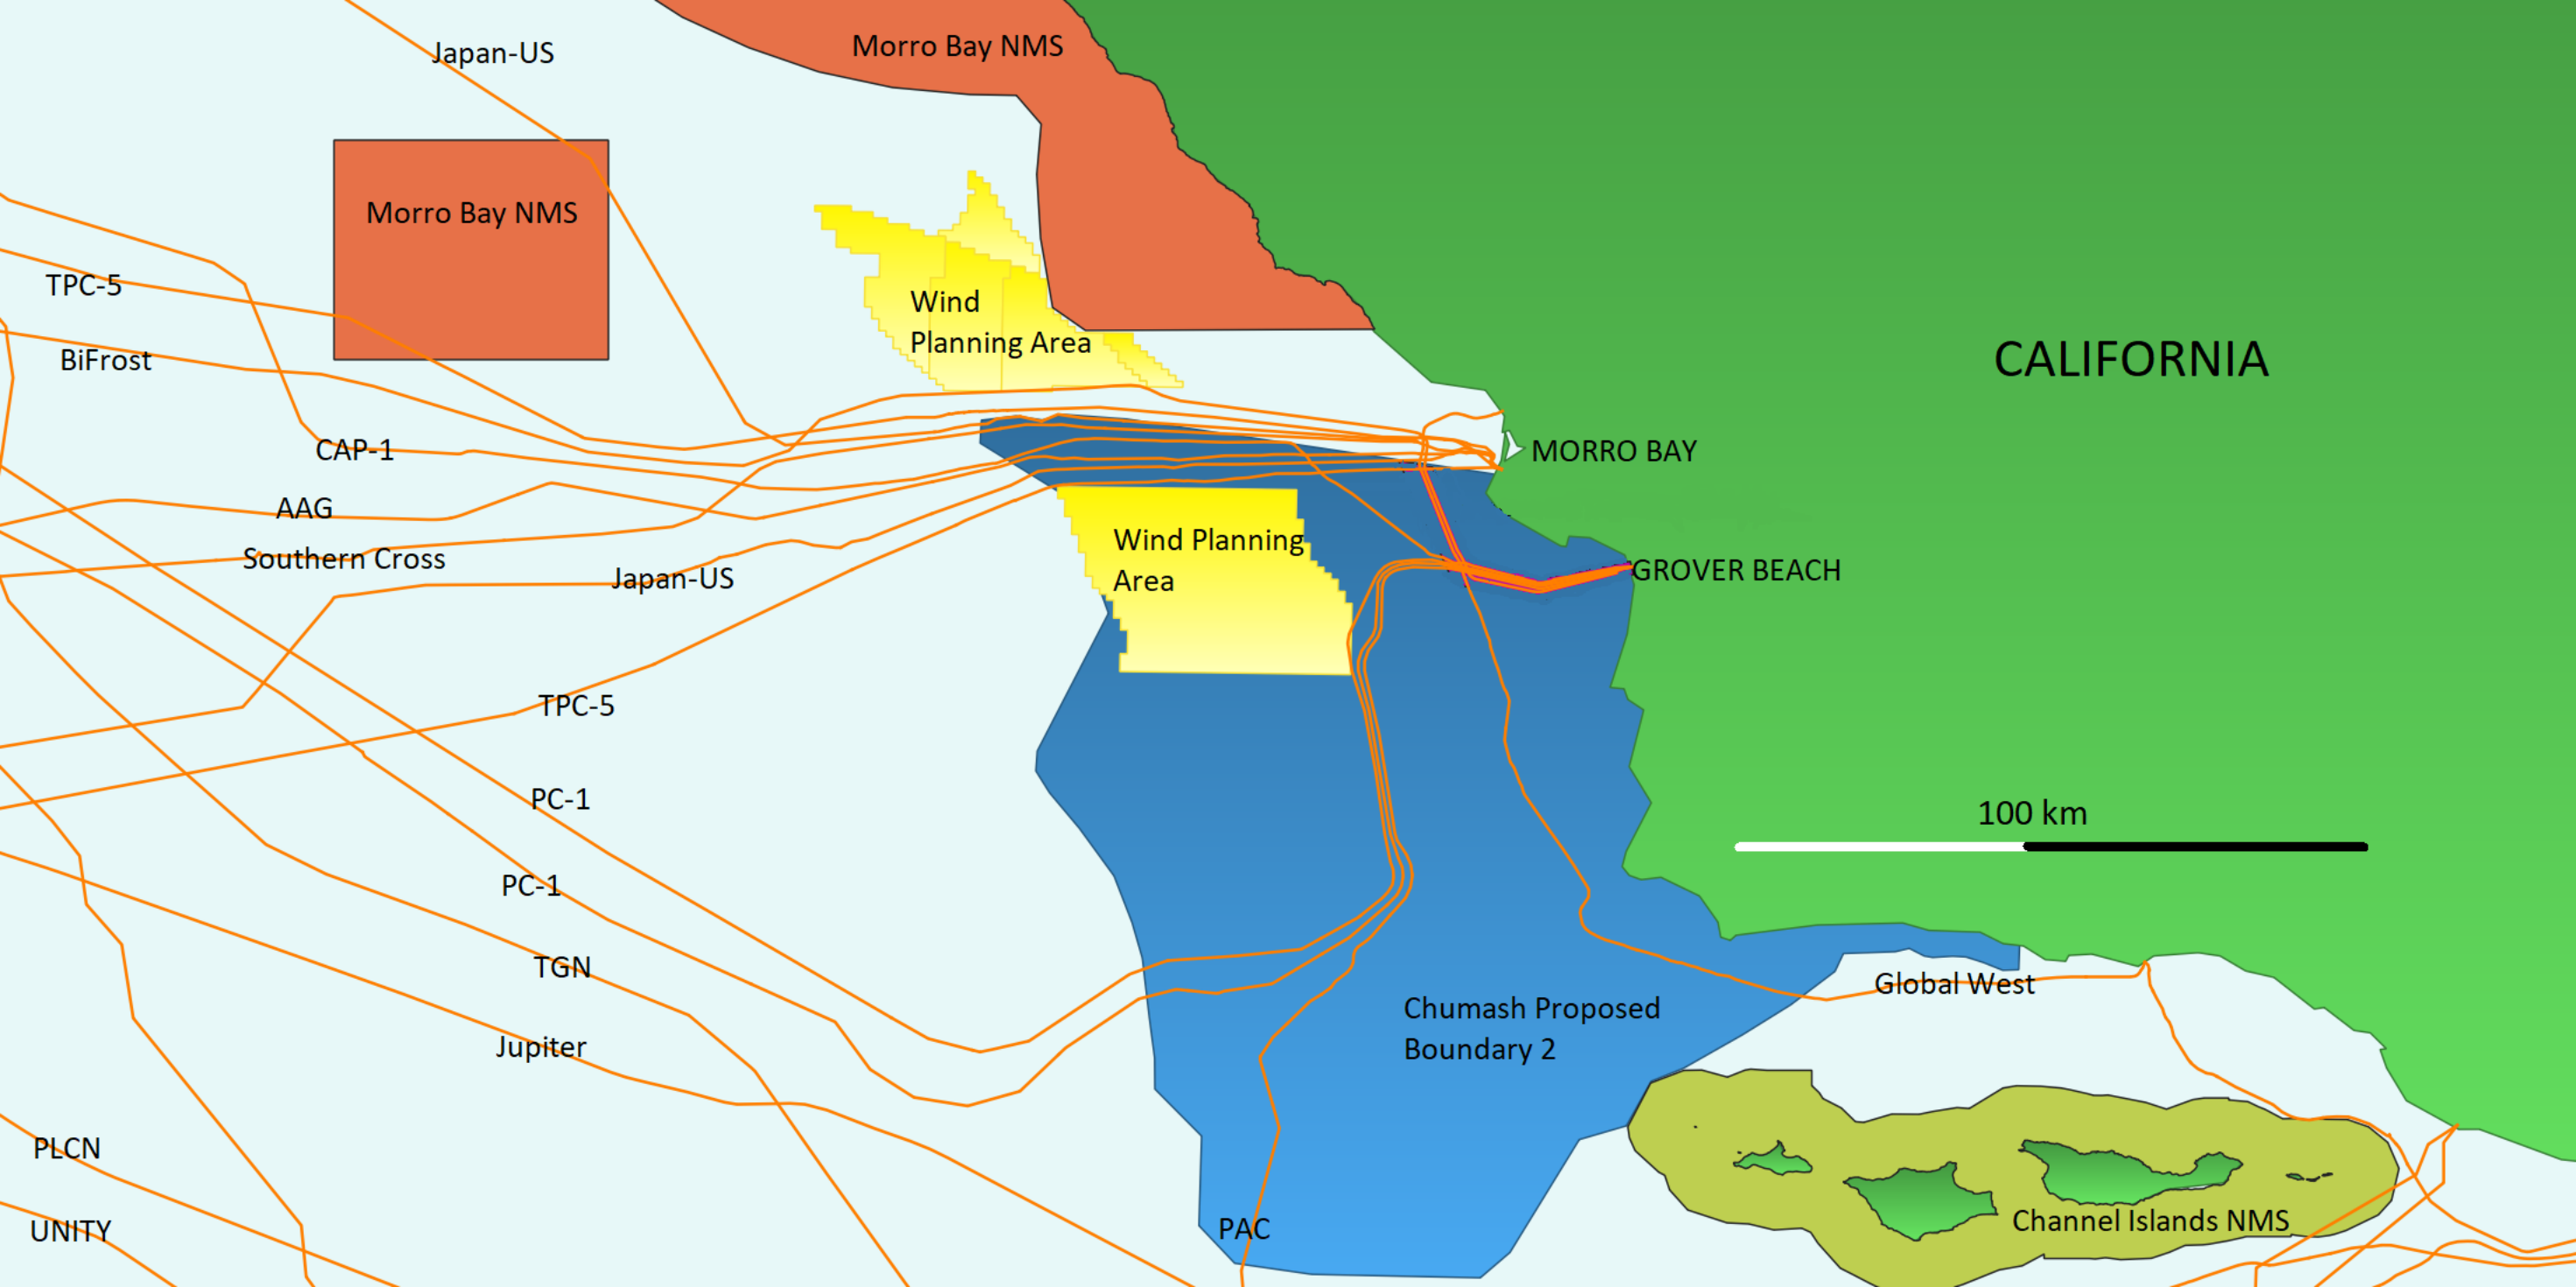 Japan-US
Morro Bay NMS
Morro Bay NMS
TPC-5
Wind
Planning Area
BiFrost
CALIFORNIA
CAP-1
MORRO BAY
AAG
Southern Cross
Japan-US
Wind Planning
Area
GROVER BEACH
TPC-5
PC-1
100 km
PC-1
TGN
Global West
Jupiter
Chumash Proposed
Boundary 2
PLCN
UNITY
PAC
Channel Islands NMS